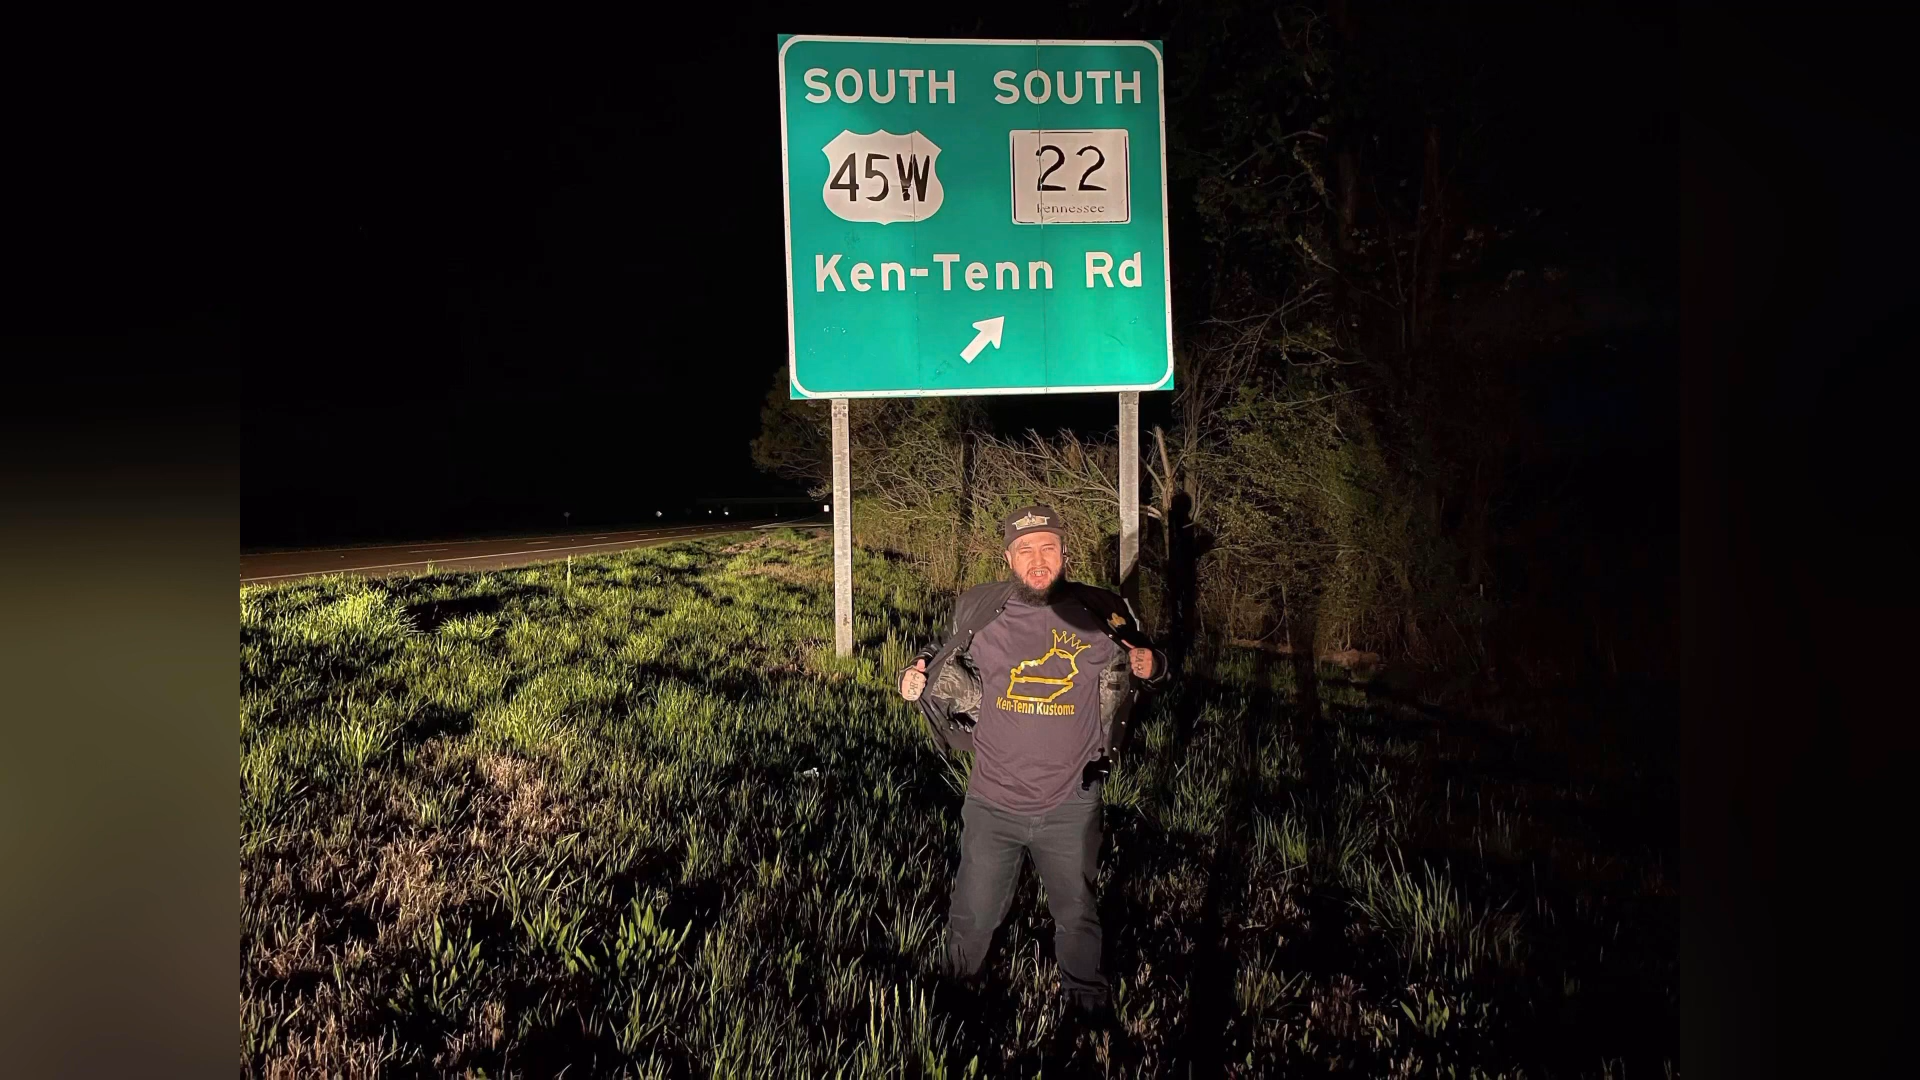 SOUTH SOUTH
45W 22
Tennessee
Ken-Tenn Rd
Ken-Tenn Kustomz